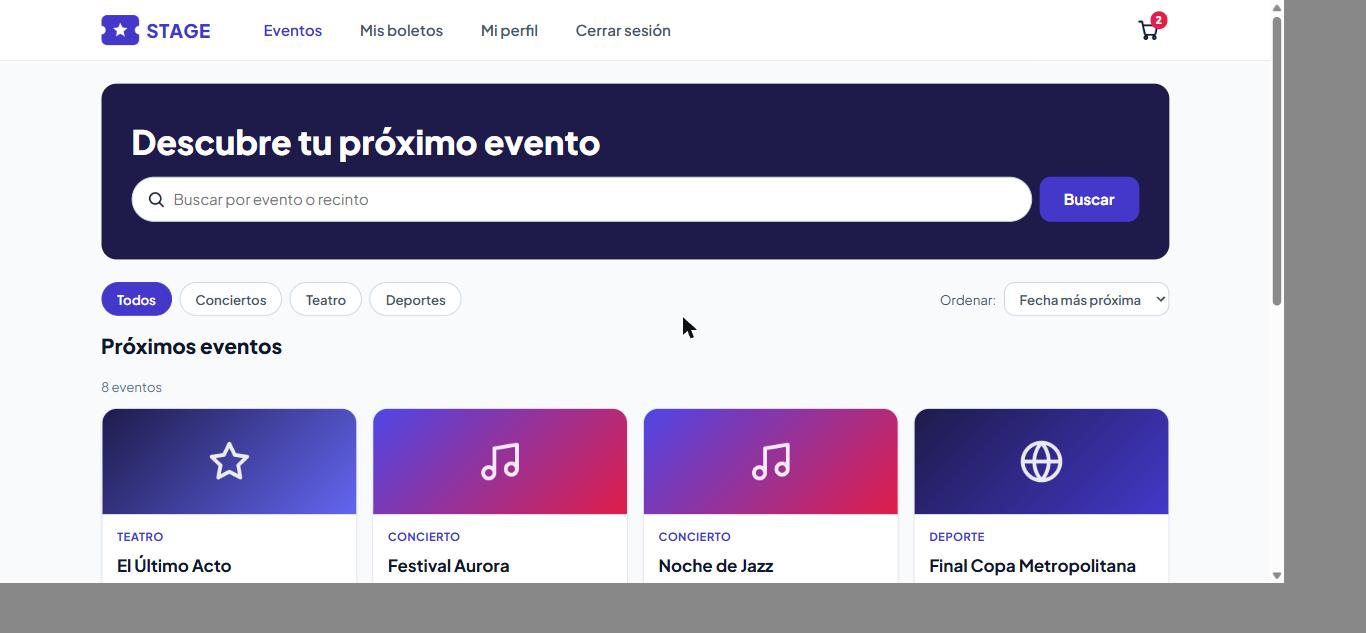 STAGE Eventos Mis boletos Mi perfil Cerrar sesión 2
Descubre tu próximo evento
Buscar por evento o recinto Buscar
Todos Conciertos Teatro Deportes Ordenar: Fecha más próxima
Próximos eventos
8 eventos
TEATRO CONCIERTO CONCIERTO DEPORTE
El Último Acto Festival Aurora Noche de Jazz Final Copa Metropolitana